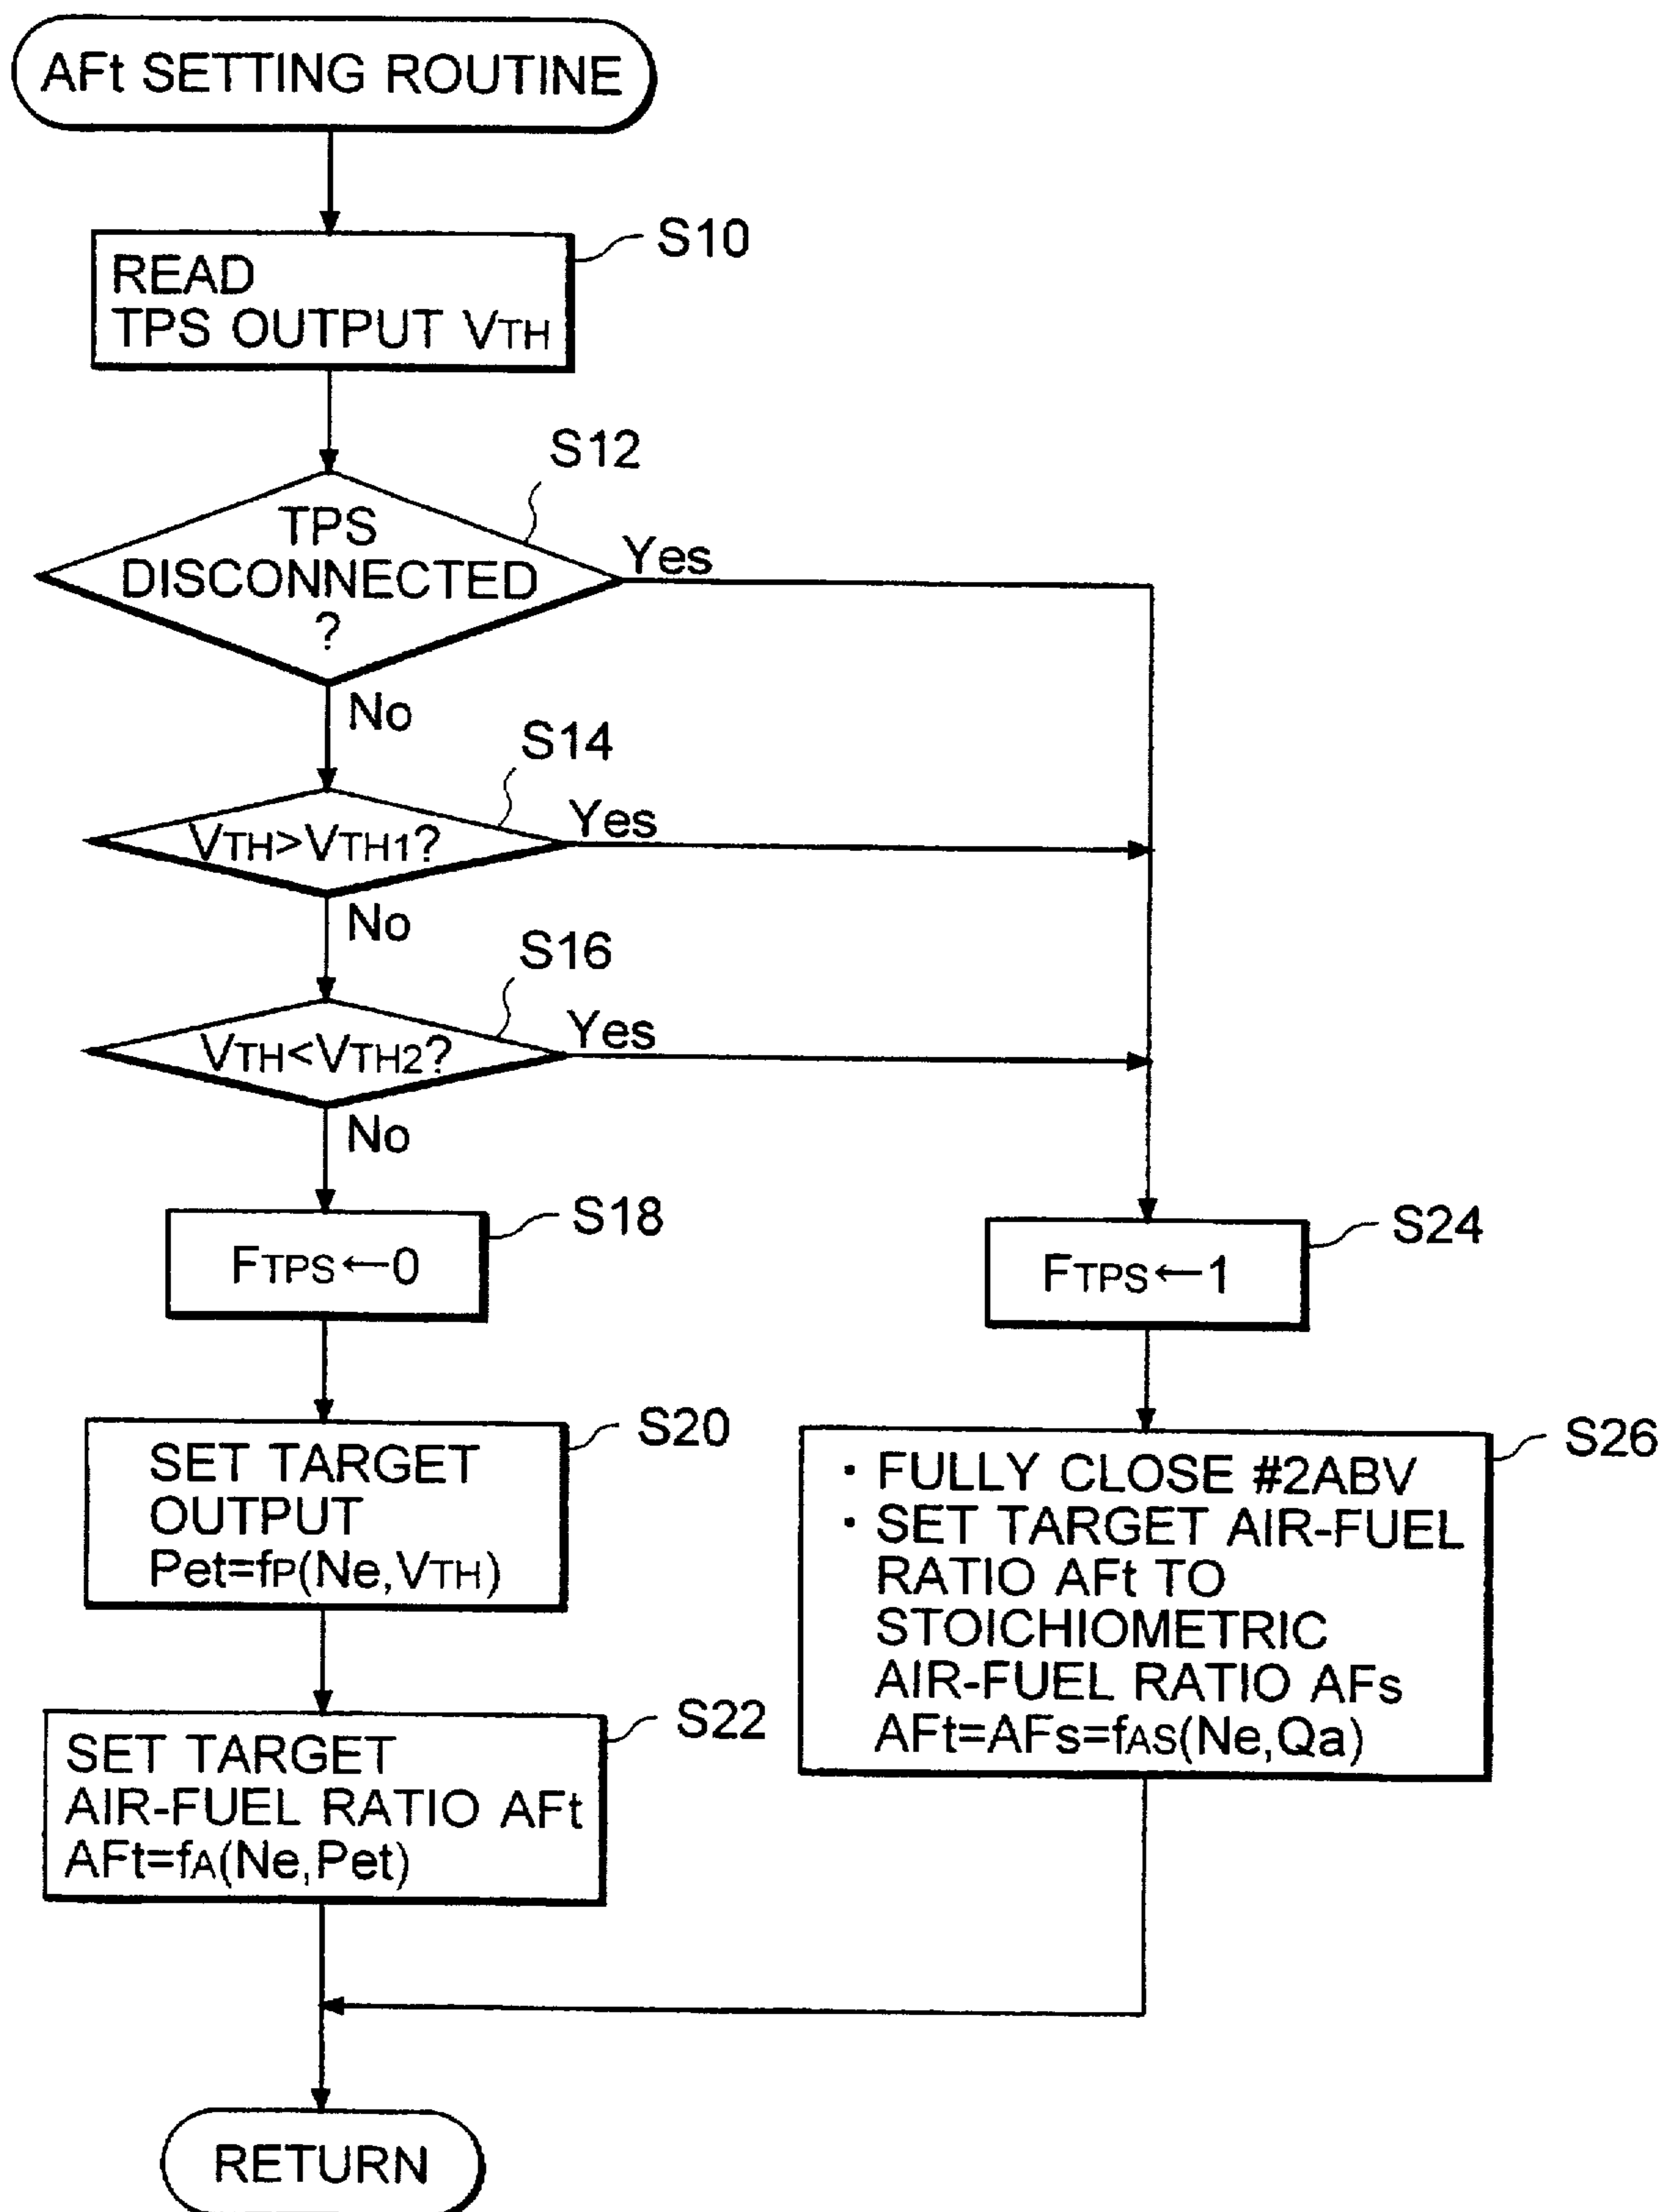 AFt SETTING ROUTINE
S10
READ
TPS OUTPUT VTH
S12
TPS
DISCONNECTED
?
Yes
No
S14
VTH>VTH1?
Yes
No
S16
VTH<VTH2?
Yes
No
S18
FTPS←0
S24
FTPS←1
S20
SET TARGET
OUTPUT
Pet=fP(Ne,VTH)
S26
· FULLY CLOSE #2ABV
· SET TARGET AIR-FUEL
RATIO AFt TO
STOICHIOMETRIC
AIR-FUEL RATIO AFs
AFt=AFs=fAS(Ne,Qa)
S22
SET TARGET
AIR-FUEL RATIO AFt
AFt=fA(Ne,Pet)
RETURN